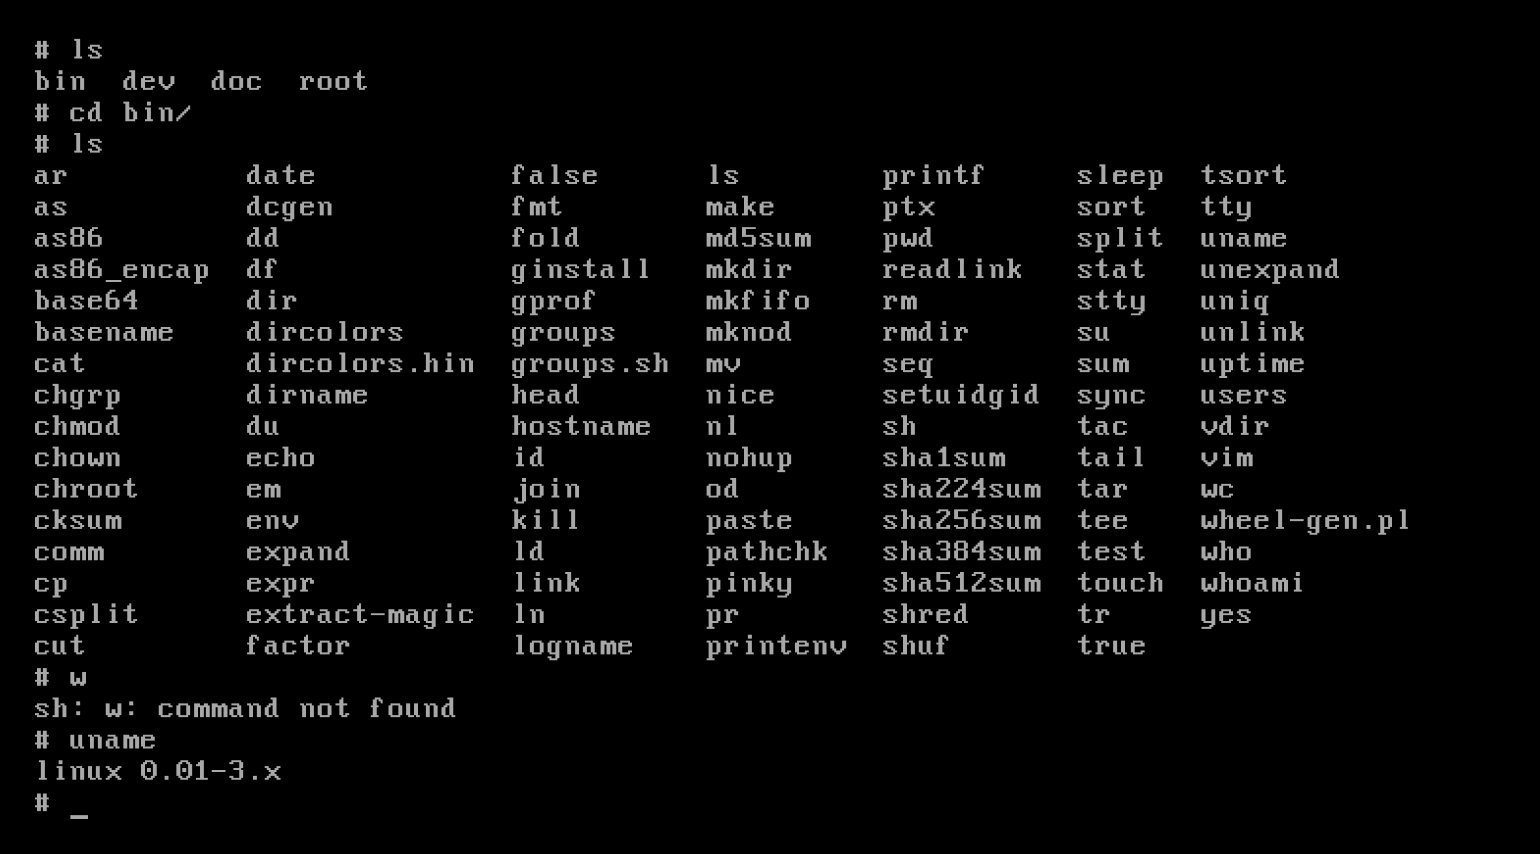 # ls
bin  dev  doc  root
# cd bin/
# ls
ar          date           false      ls        printf     sleep  tsort
as          dcgen          fmt        make      ptx        sort   tty
as86        dd             fold       md5sum    pwd        split  uname
as86_encap  df             ginstall   mkdir     readlink   stat   unexpand
base64      dir            gprof      mkfifo    rm         stty   uniq
basename    dircolors      groups     mknod     rmdir      su     unlink
cat         dircolors.hin  groups.sh  mv        seq        sum    uptime
chgrp       dirname        head       nice      setuidgid  sync   users
chmod       du             hostname   nl        sh         tac    vdir
chown       echo           id         nohup     sha1sum    tail   vim
chroot      em             join       od        sha224sum  tar    wc
cksum       env            kill       paste     sha256sum  tee    wheel-gen.pl
comm        expand         ld         pathchk   sha384sum  test   who
cp          expr           link       pinky     sha512sum  touch  whoami
csplit      extract-magic  ln         pr        shred      tr     yes
cut         factor         logname    printenv  shuf       true
# w
sh: w: command not found
# uname
linux 0.01-3.x
# _